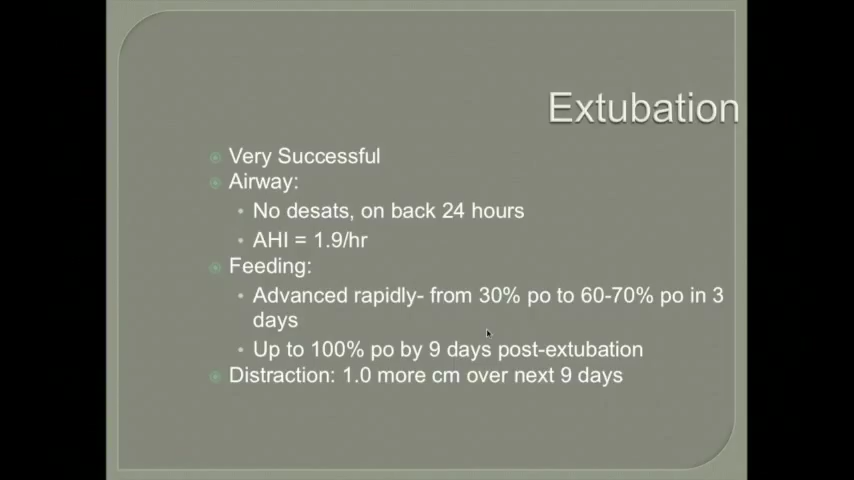 Extubation
Very Successful
Airway:
No desats, on back 24 hours
AHI = 1.9/hr
Feeding:
Advanced rapidly- from 30% po to 60-70% po in 3
days
Up to 100% po by 9 days post-extubation
Distraction: 1.0 more cm over next 9 days